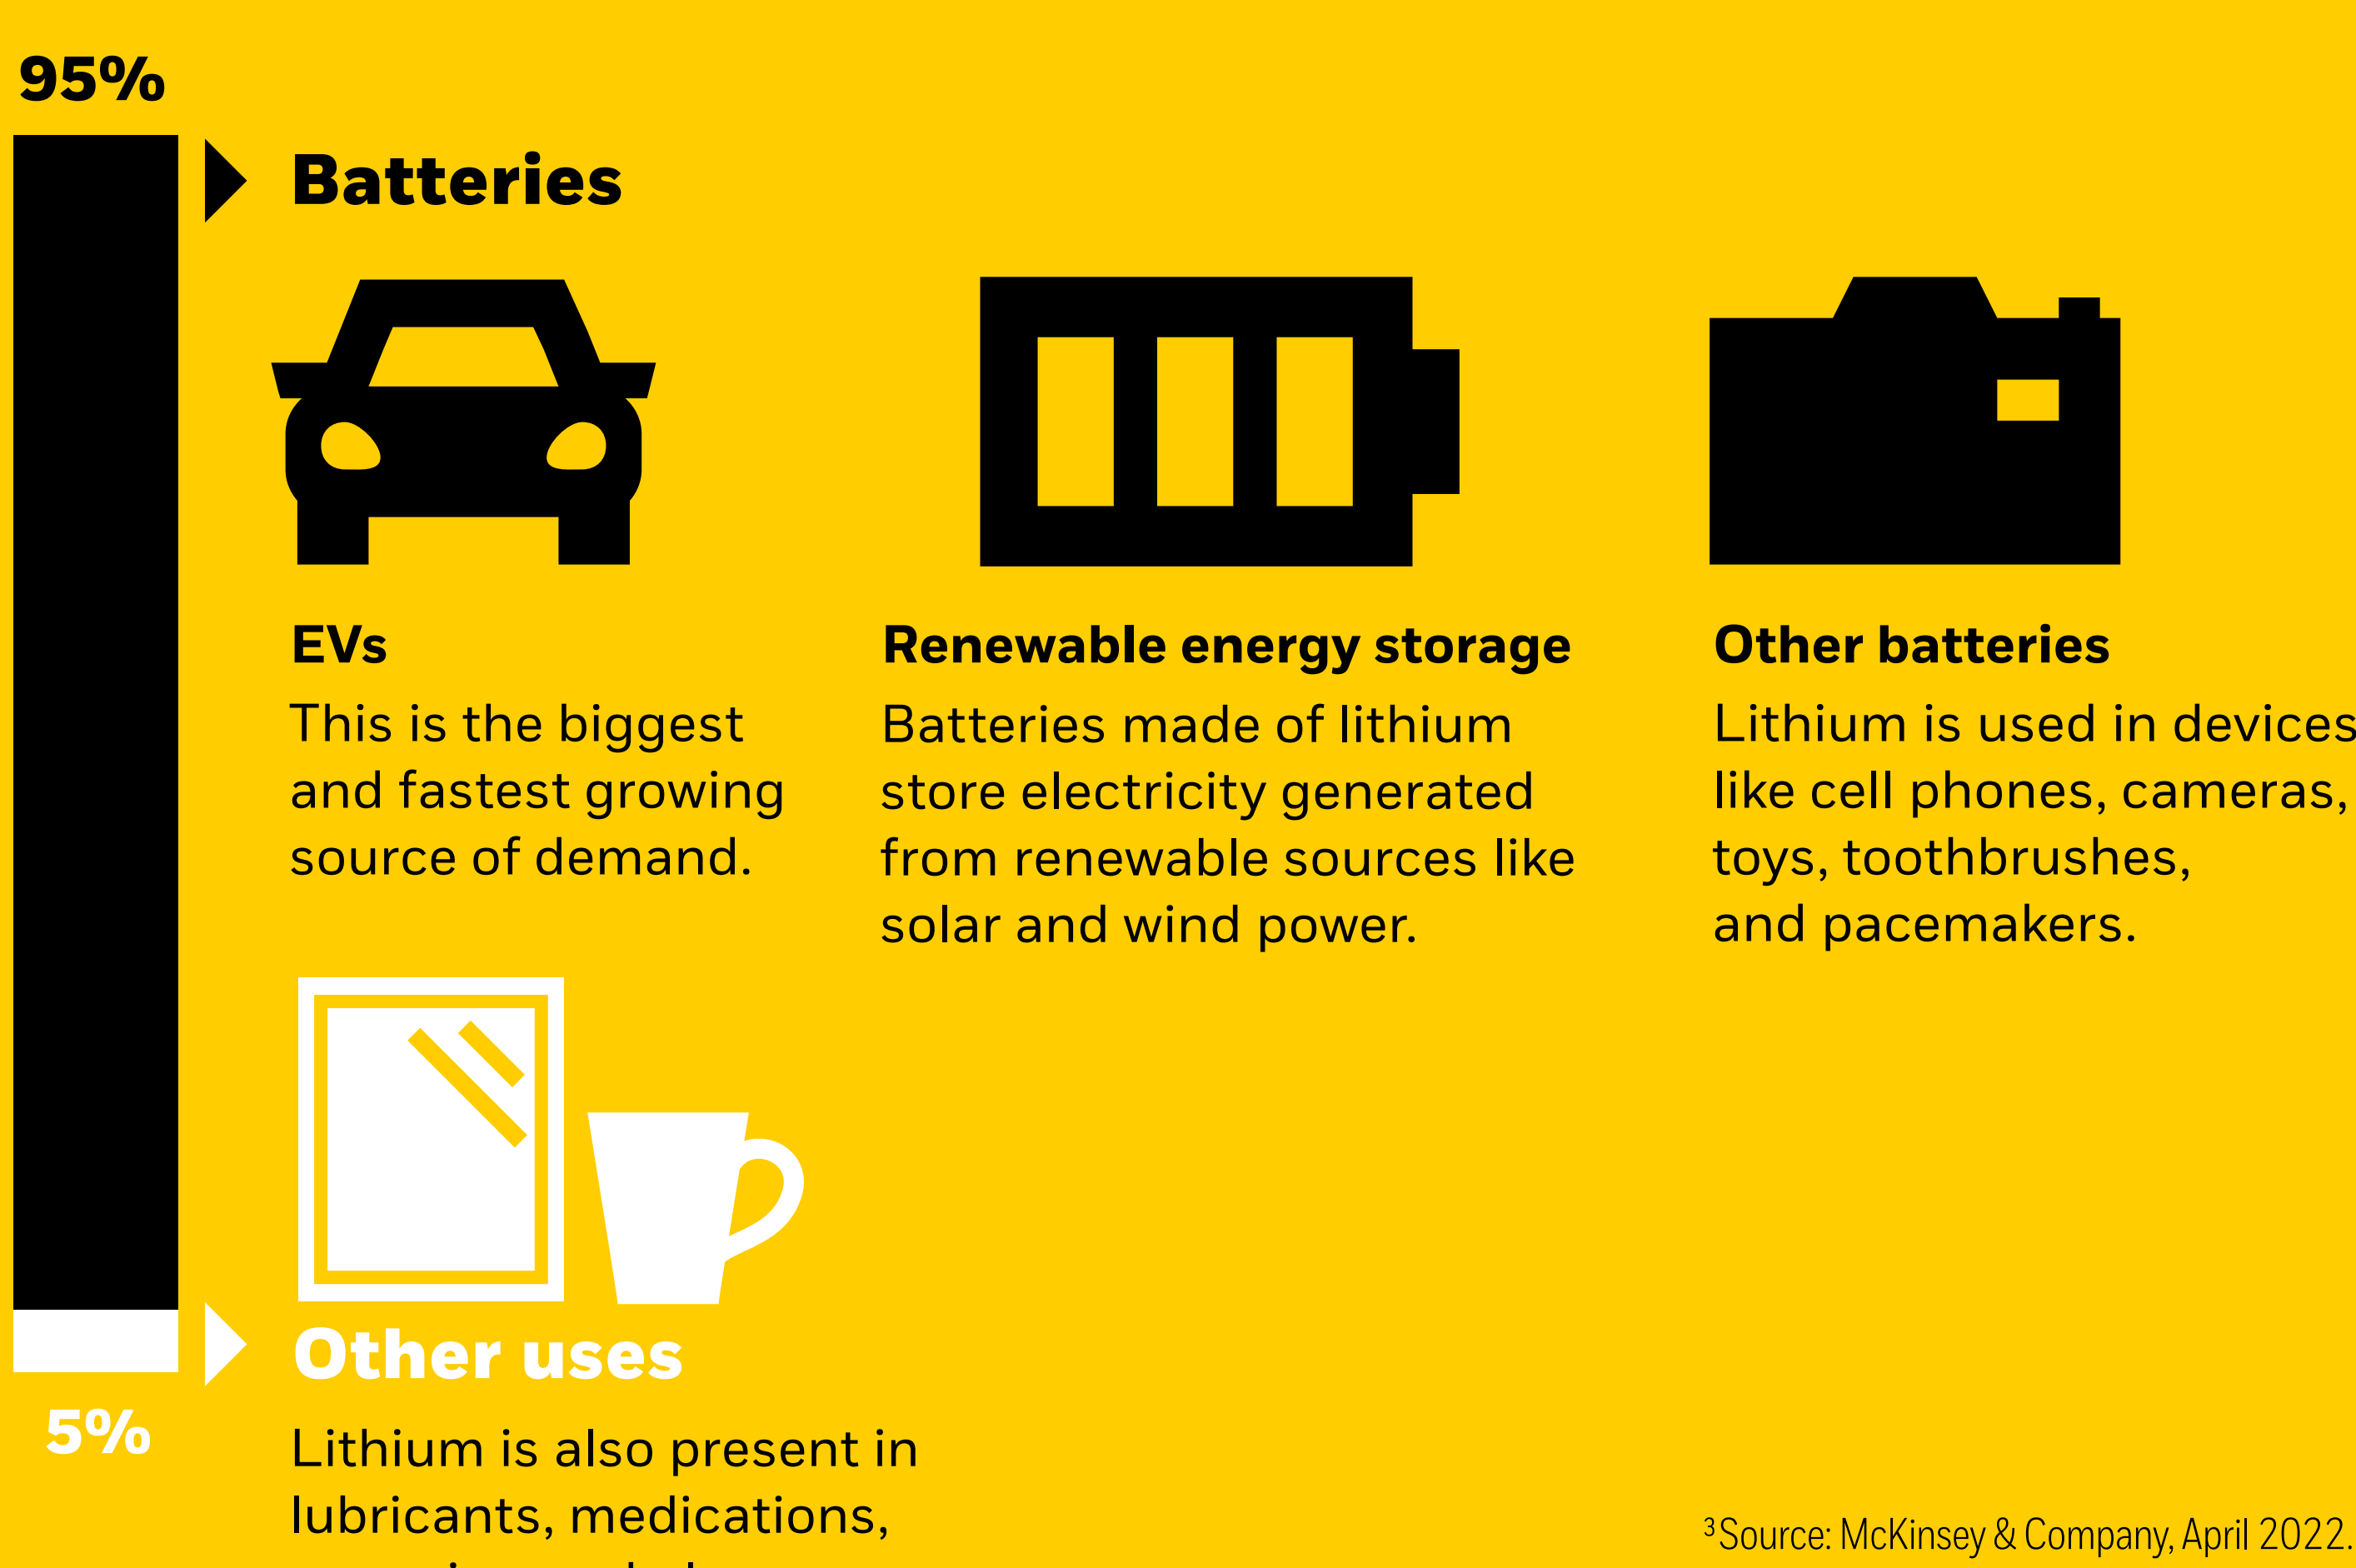 95%
Batteries
EVs
This is the biggest
and fastest growing
source of demand.
Renewable energy storage
Batteries made of lithium
store electricity generated
from renewable sources like
solar and wind power.
Other batteries
Lithium is used in devices
like cell phones, cameras,
toys, toothbrushes,
and pacemakers.
Other uses
5%
Lithium is also present in
lubricants, medications,
³Source: McKinsey & Company, April 2022.